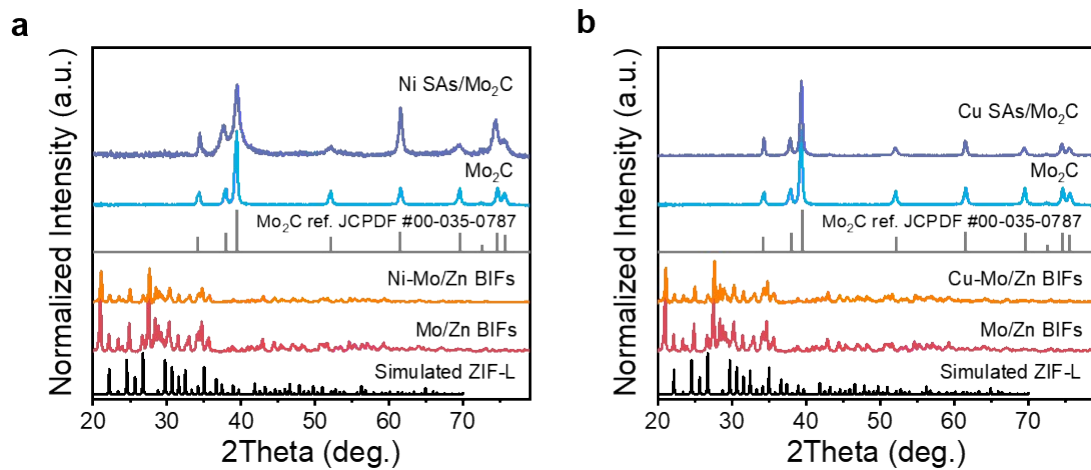 a
Normalized Intensity (a.u.)
Ni SAs/Mo₂C
Mo₂C
Mo₂C ref. JCPDF #00-035-0787
Ni-Mo/Zn BIFs
Mo/Zn BIFs
Simulated ZIF-L
20 30 40 50 60 70
2Theta (deg.)
b
Normalized Intensity (a.u.)
Cu SAs/Mo₂C
Mo₂C
Mo₂C ref. JCPDF #00-035-0787
Cu-Mo/Zn BIFs
Mo/Zn BIFs
Simulated ZIF-L
20 30 40 50 60 70
2Theta (deg.)